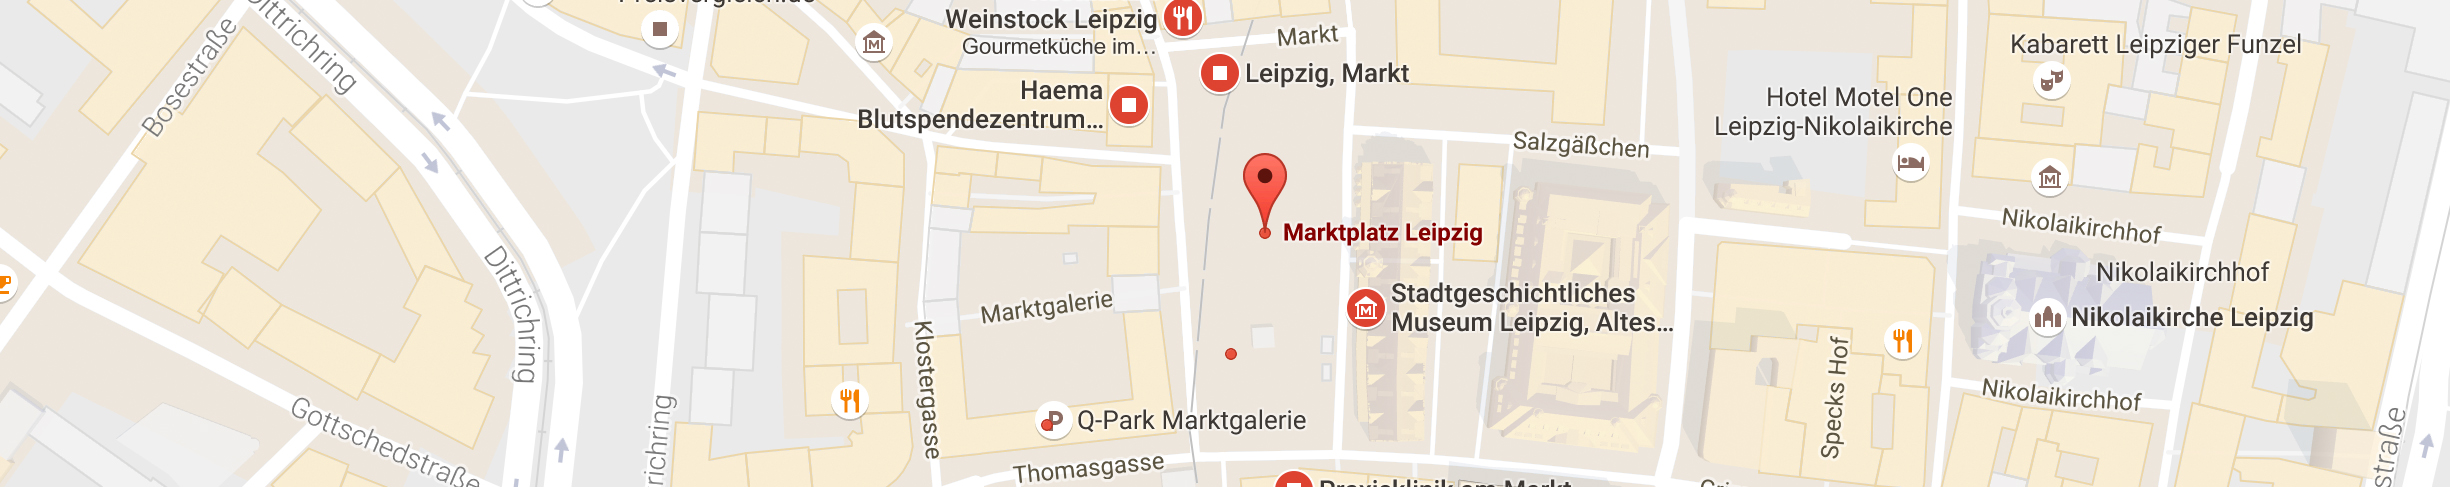 Bosestraße
Dittrichring
Dittrichring
Gottschedstraße
Klostergasse
Marktgalerie
Q-Park Marktgalerie
Thomasgasse
Weinstock Leipzig
Gourmetküche im...
Haema
Blutspendezentrum...
Markt
Leipzig, Markt
Marktplatz Leipzig
Salzgäßchen
Stadtgeschichtliches
Museum Leipzig, Altes...
Hotel Motel One
Leipzig-Nikolaikirche
Kabarett Leipziger Funzel
Nikolaikirchhof
Nikolaikirchhof
Nikolaikirche Leipzig
Nikolaikirchhof
Specks Hof